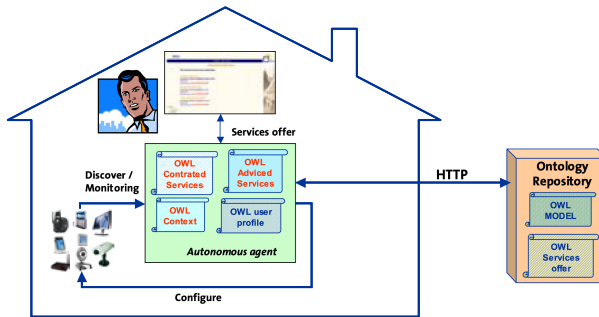 Services offer
Discover /
Monitoring
OWL
Contrated
Services
OWL
Adviced
Services
OWL
Context
OWL user
profile
Autonomous agent
Configure
HTTP
Ontology
Repository
OWL
MODEL
OWL
Services
offer